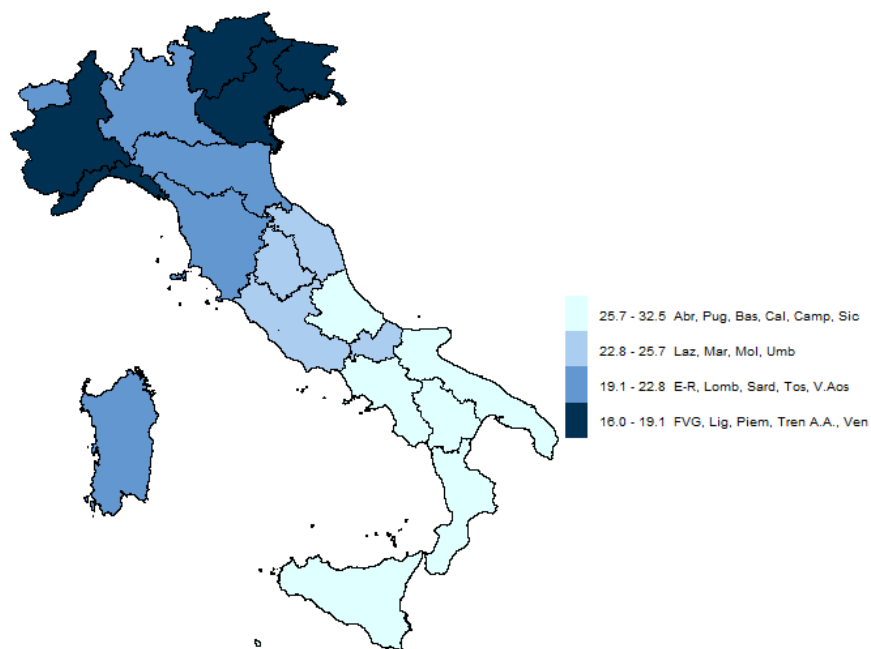 25.7 - 32.5 Abr, Pug, Bas, Cal, Camp, Sic
22.8 - 25.7 Laz, Mar, Mol, Umb
19.1 - 22.8 E-R, Lomb, Sard, Tos, V.Aos
16.0 - 19.1 FVG, Lig, Piem, Tren A.A., Ven